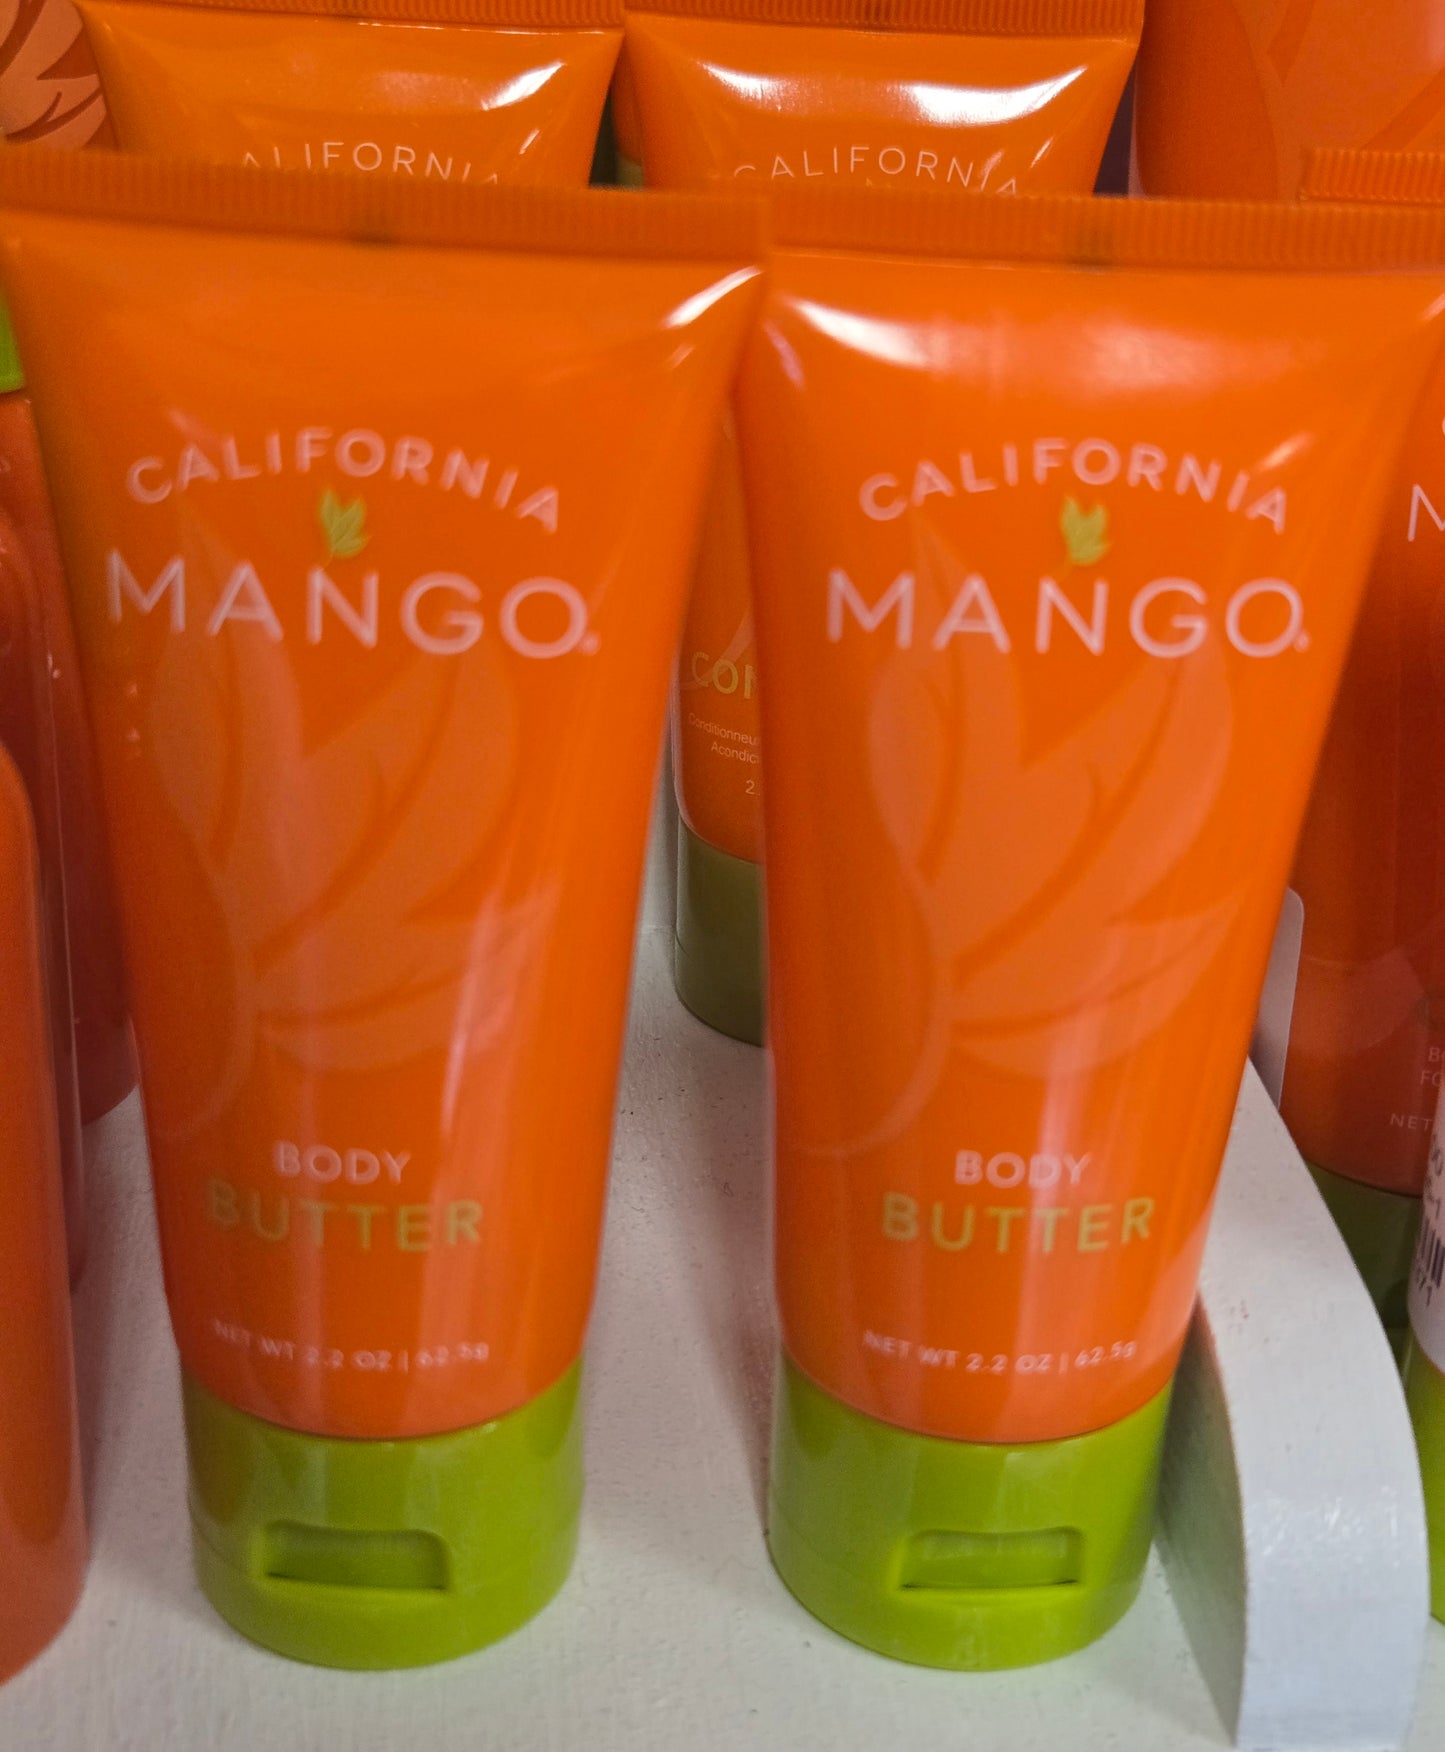 CALIFORNIA
CALIFORNIA
CALIFORNIA
MANGO
BODY
BUTTER
NET WT 2.2 OZ | 62.5g
CALIFORNIA
MANGO
BODY
BUTTER
NET WT 2.2 OZ | 62.5g
NET